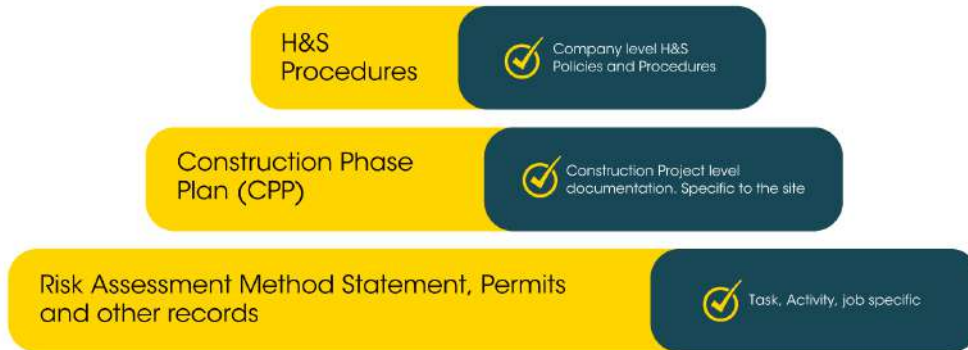 H&S
Procedures
Company level H&S
Policies and Procedures
Construction Phase
Plan (CPP)
Construction Project level
documentation. Specific to the site
Risk Assessment Method Statement, Permits
and other records
Task, Activity, job specific